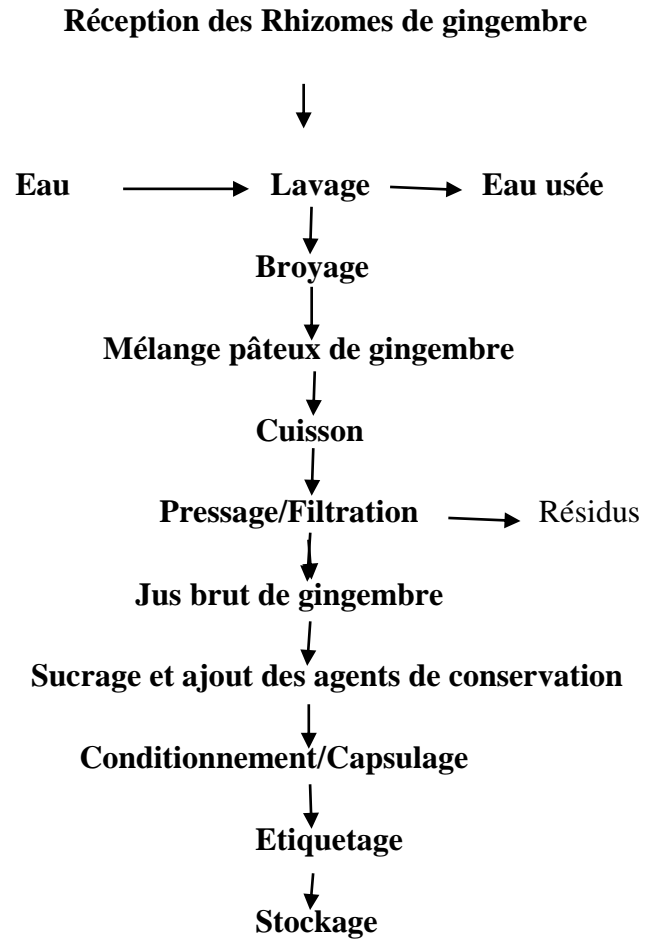 Réception des Rhizomes de gingembre
Eau Lavage Eau usée
Broyage
Mélange pâteux de gingembre
Cuisson
Pressage/Filtration Résidus
Jus brut de gingembre
Sucrage et ajout des agents de conservation
Conditionnement/Capsulage
Etiquetage
Stockage